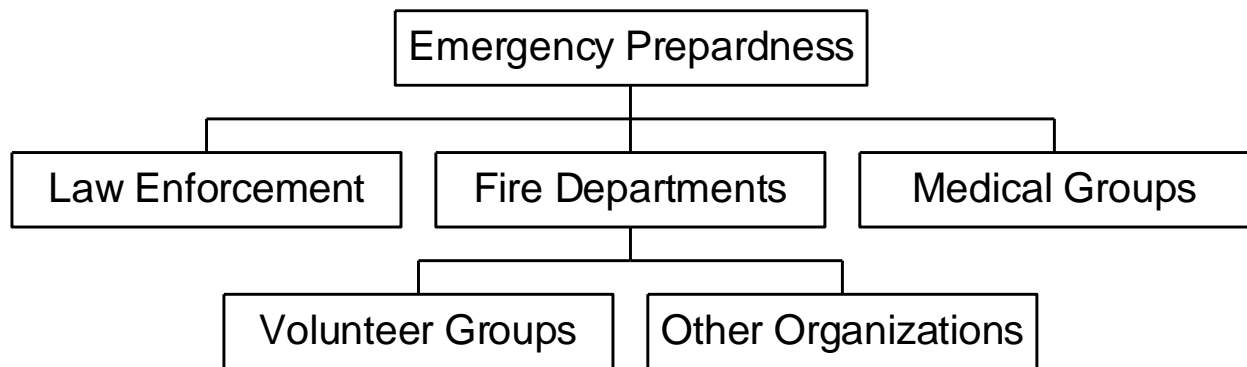 Emergency Prepardness
Law Enforcement
Fire Departments
Medical Groups
Volunteer Groups
Other Organizations